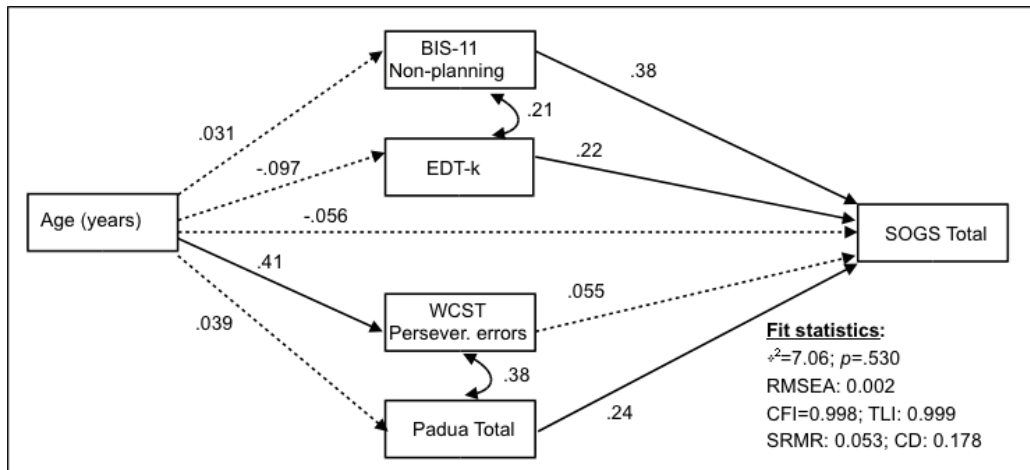 BIS-11
Non-planning
.38
.21
.031
EDT-k
-.097
.22
Age (years)
-.056
SOGS Total
.41
WCST
Persever. errors
.055
.039
.38
Padua Total
.24
Fit statistics:
²=7.06; p=.530
RMSEA: 0.002
CFI=0.998; TLI: 0.999
SRMR: 0.053; CD: 0.178